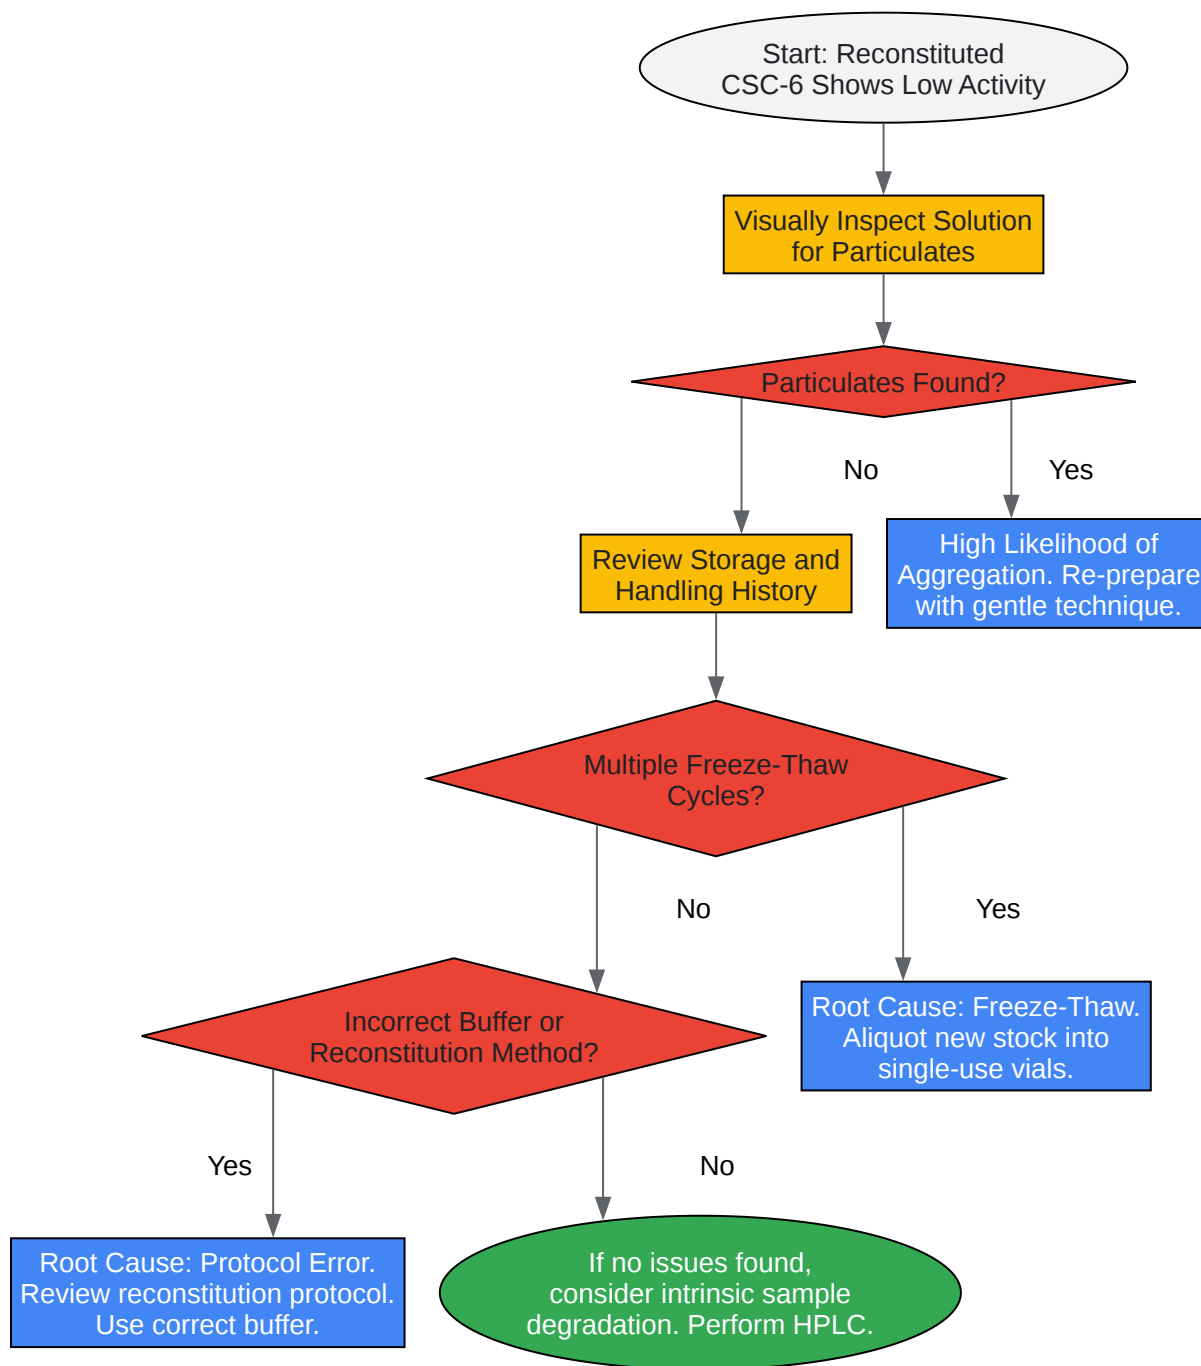 Start: Reconstituted
CSC-6 Shows Low Activity
Visually Inspect Solution
for Particulates
Particulates Found?
No
Yes
Review Storage and
Handling History
High Likelihood of
Aggregation. Re-prepare
with gentle technique.
Multiple Freeze-Thaw
Cycles?
No
Yes
Incorrect Buffer or
Reconstitution Method?
Root Cause: Freeze-Thaw.
Aliquot new stock into
single-use vials.
Yes
No
Root Cause: Protocol Error.
Review reconstitution protocol.
Use correct buffer.
If no issues found,
consider intrinsic sample
degradation. Perform HPLC.